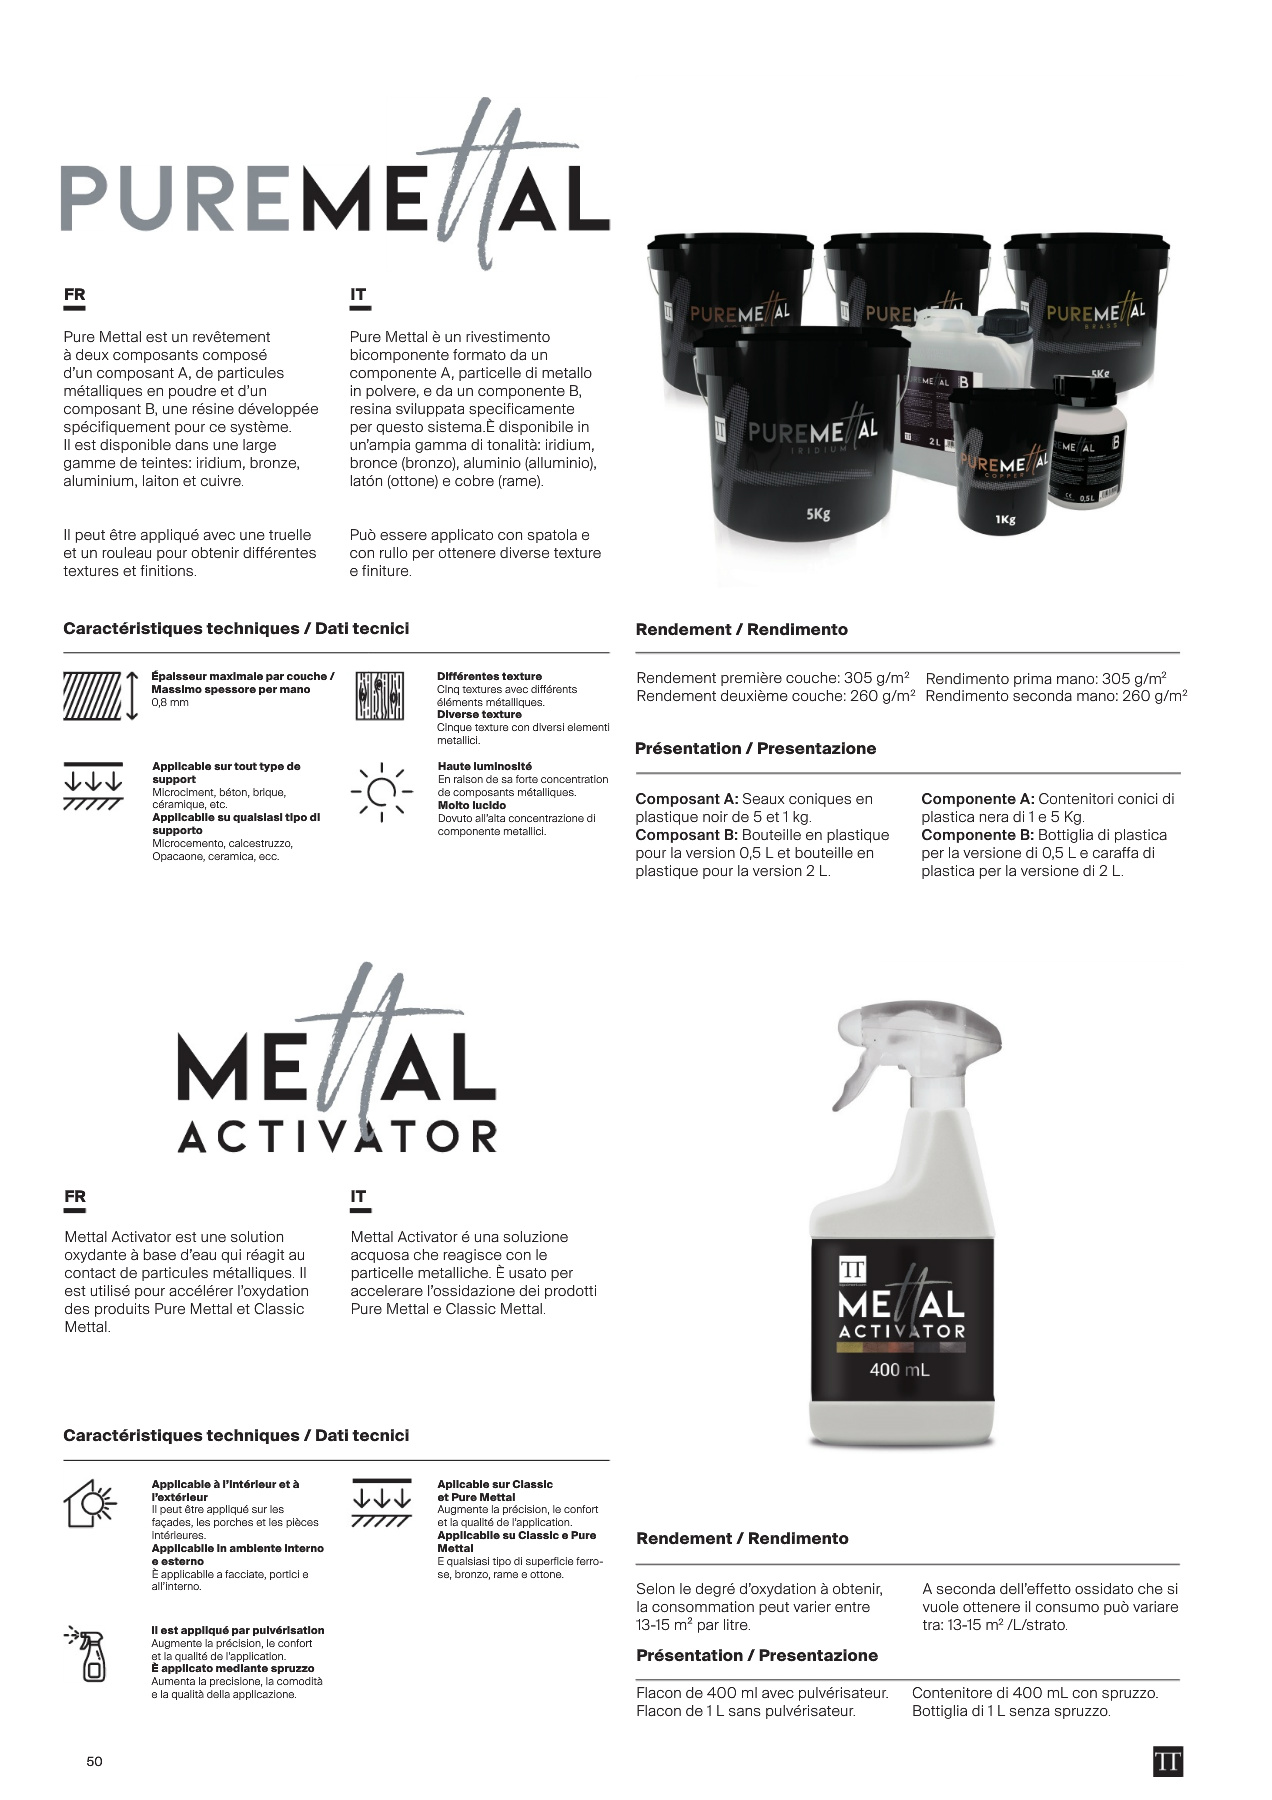 PUREMETTAL
FR
Pure Mettal est un revêtement
à deux composants composé
d'un composant A, de particules
métalliques en poudre et d'un
composant B, une résine développée
spécifiquement pour ce système.
Il est disponible dans une large
gamme de teintes: iridium, bronze,
aluminium, laiton et cuivre.
Il peut être appliqué avec une truelle
et un rouleau pour obtenir différentes
textures et finitions.
IT
Pure Mettal è un rivestimento
bicomponente formato da un
componente A, particelle di metallo
in polvere, e da un componente B,
resina sviluppata specificamente
per questo sistema.È disponibile in
un'ampia gamma di tonalità: iridium,
bronce (bronzo), aluminio (alluminio),
latón (ottone) e cobre (rame).
Può essere applicato con spatola e
con rullo per ottenere diverse texture
e finiture.
PUREMETTAL
PUREMETTAL
PUREMETTAL
BRASS
5Kg
PUREMETTAL
IRIDIUM
5Kg
B
2 L
PUREMETTAL
COPPER
1Kg
B
0,5 L
Caractéristiques techniques / Dati tecnici
Épaisseur maximale par couche /
Massimo spessore per mano
0,8 mm
Différentes texture
Cinq textures avec différents
éléments métalliques.
Diverse texture
Cinque texture con diversi elementi
metallici.
Applicable sur tout type de
support
Microciment, béton, brique,
céramique, etc.
Applicabile su qualsiasi tipo di
supporto
Microcemento, calcestruzzo,
Opacaone, ceramica, ecc.
Haute luminosité
En raison de sa forte concentration
de composants métalliques.
Molto lucido
Dovuto all'alta concentrazione di
componente metallici.
Rendement / Rendimento
Rendement première couche: 305 g/m²
Rendement deuxième couche: 260 g/m²
Rendimento prima mano: 305 g/m²
Rendimento seconda mano: 260 g/m²
Présentation / Presentazione
Composant A: Seaux coniques en
plastique noir de 5 et 1 kg.
Composant B: Bouteille en plastique
pour la version 0,5 L et bouteille en
plastique pour la version 2 L.
Componente A: Contenitori conici di
plastica nera di 1 e 5 Kg.
Componente B: Bottiglia di plastica
per la versione di 0,5 L e caraffa di
plastica per la versione di 2 L.
METTAL
ACTIVATOR
FR
Mettal Activator est une solution
oxydante à base d'eau qui réagit au
contact de particules métalliques. Il
est utilisé pour accélérer l'oxydation
des produits Pure Mettal et Classic
Mettal.
IT
Mettal Activator é una soluzione
acquosa che reagisce con le
particelle metalliche. È usato per
accelerare l'ossidazione dei prodotti
Pure Mettal e Classic Mettal.
TT
METTAL
ACTIVATOR
400 mL
Caractéristiques techniques / Dati tecnici
Applicable à l'intérieur et à
l'extérieur
Il peut être appliqué sur les
façades, les porches et les pièces
intérieures.
Applicabile in ambiente interno
e esterno
È applicabile a facciate, portici e
all'interno.
Aplicable sur Classic
et Pure Mettal
Augmente la précision, le confort
et la qualité de l'application.
Applicabile su Classic e Pure
Mettal
E qualsiasi tipo di superficie ferro-
se, bronzo, rame e ottone.
Il est appliqué par pulvérisation
Augmente la précision, le confort
et la qualité de l'application.
È applicato mediante spruzzo
Aumenta la precisione, la comodità
e la qualità della applicazione.
Rendement / Rendimento
Selon le degré d'oxydation à obtenir,
la consommation peut varier entre
13-15 m² par litre.
A seconda dell'effetto ossidato che si
vuole ottenere il consumo può variare
tra: 13-15 m² /L/strato.
Présentation / Presentazione
Flacon de 400 ml avec pulvérisateur.
Flacon de 1 L sans pulvérisateur.
Contenitore di 400 mL con spruzzo.
Bottiglia di 1 L senza spruzzo.
50
TT